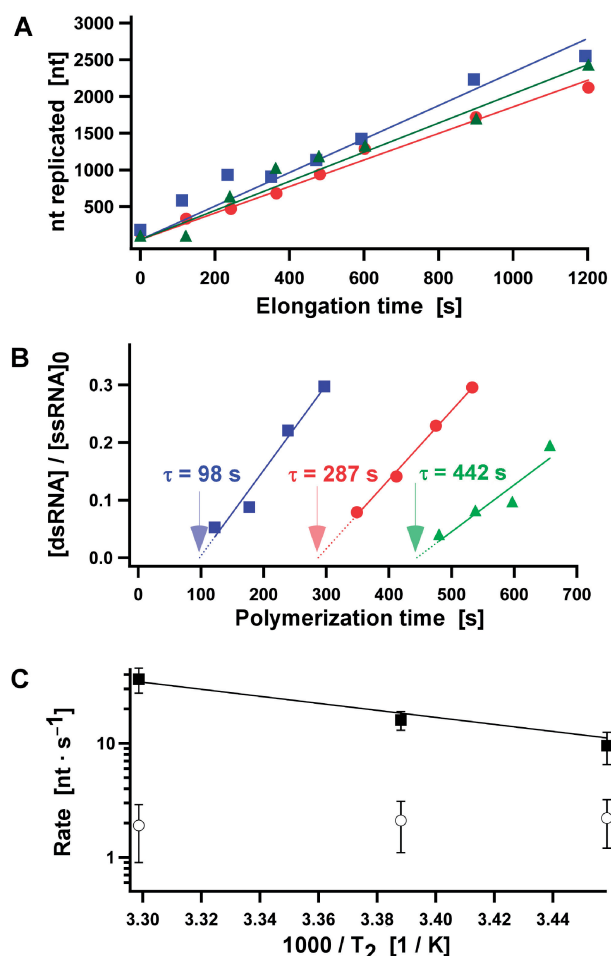 A
nt replicated [nt]
3000
2500
2000
1500
1000
500
0
200
400
600
800
1000
1200
Elongation time [s]
B
[dsRNA] / [ssRNA]0
0.3
0.2
0.1
0.0
τ = 98 s
τ = 287 s
τ = 442 s
0
100
200
300
400
500
600
700
Polymerization time [s]
C
Rate [nt · s⁻¹]
10
1
3.30
3.32
3.34
3.36
3.38
3.40
3.42
3.44
1000 / T₂ [1 / K]